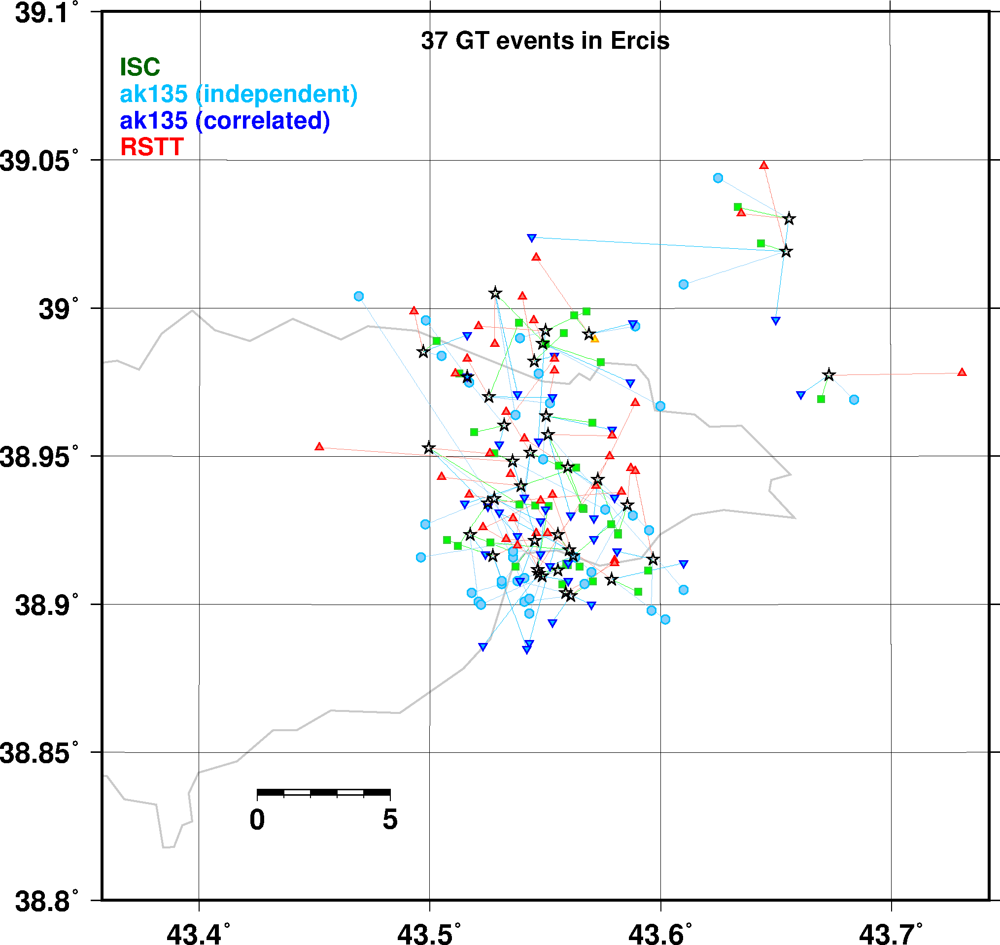 39.1°
37 GT events in Ercis
ISC
ak135 (independent)
ak135 (correlated)
RSTT
39.05°
39°
38.95°
38.9°
38.85°
0 5
38.8°
43.4° 43.5° 43.6° 43.7°